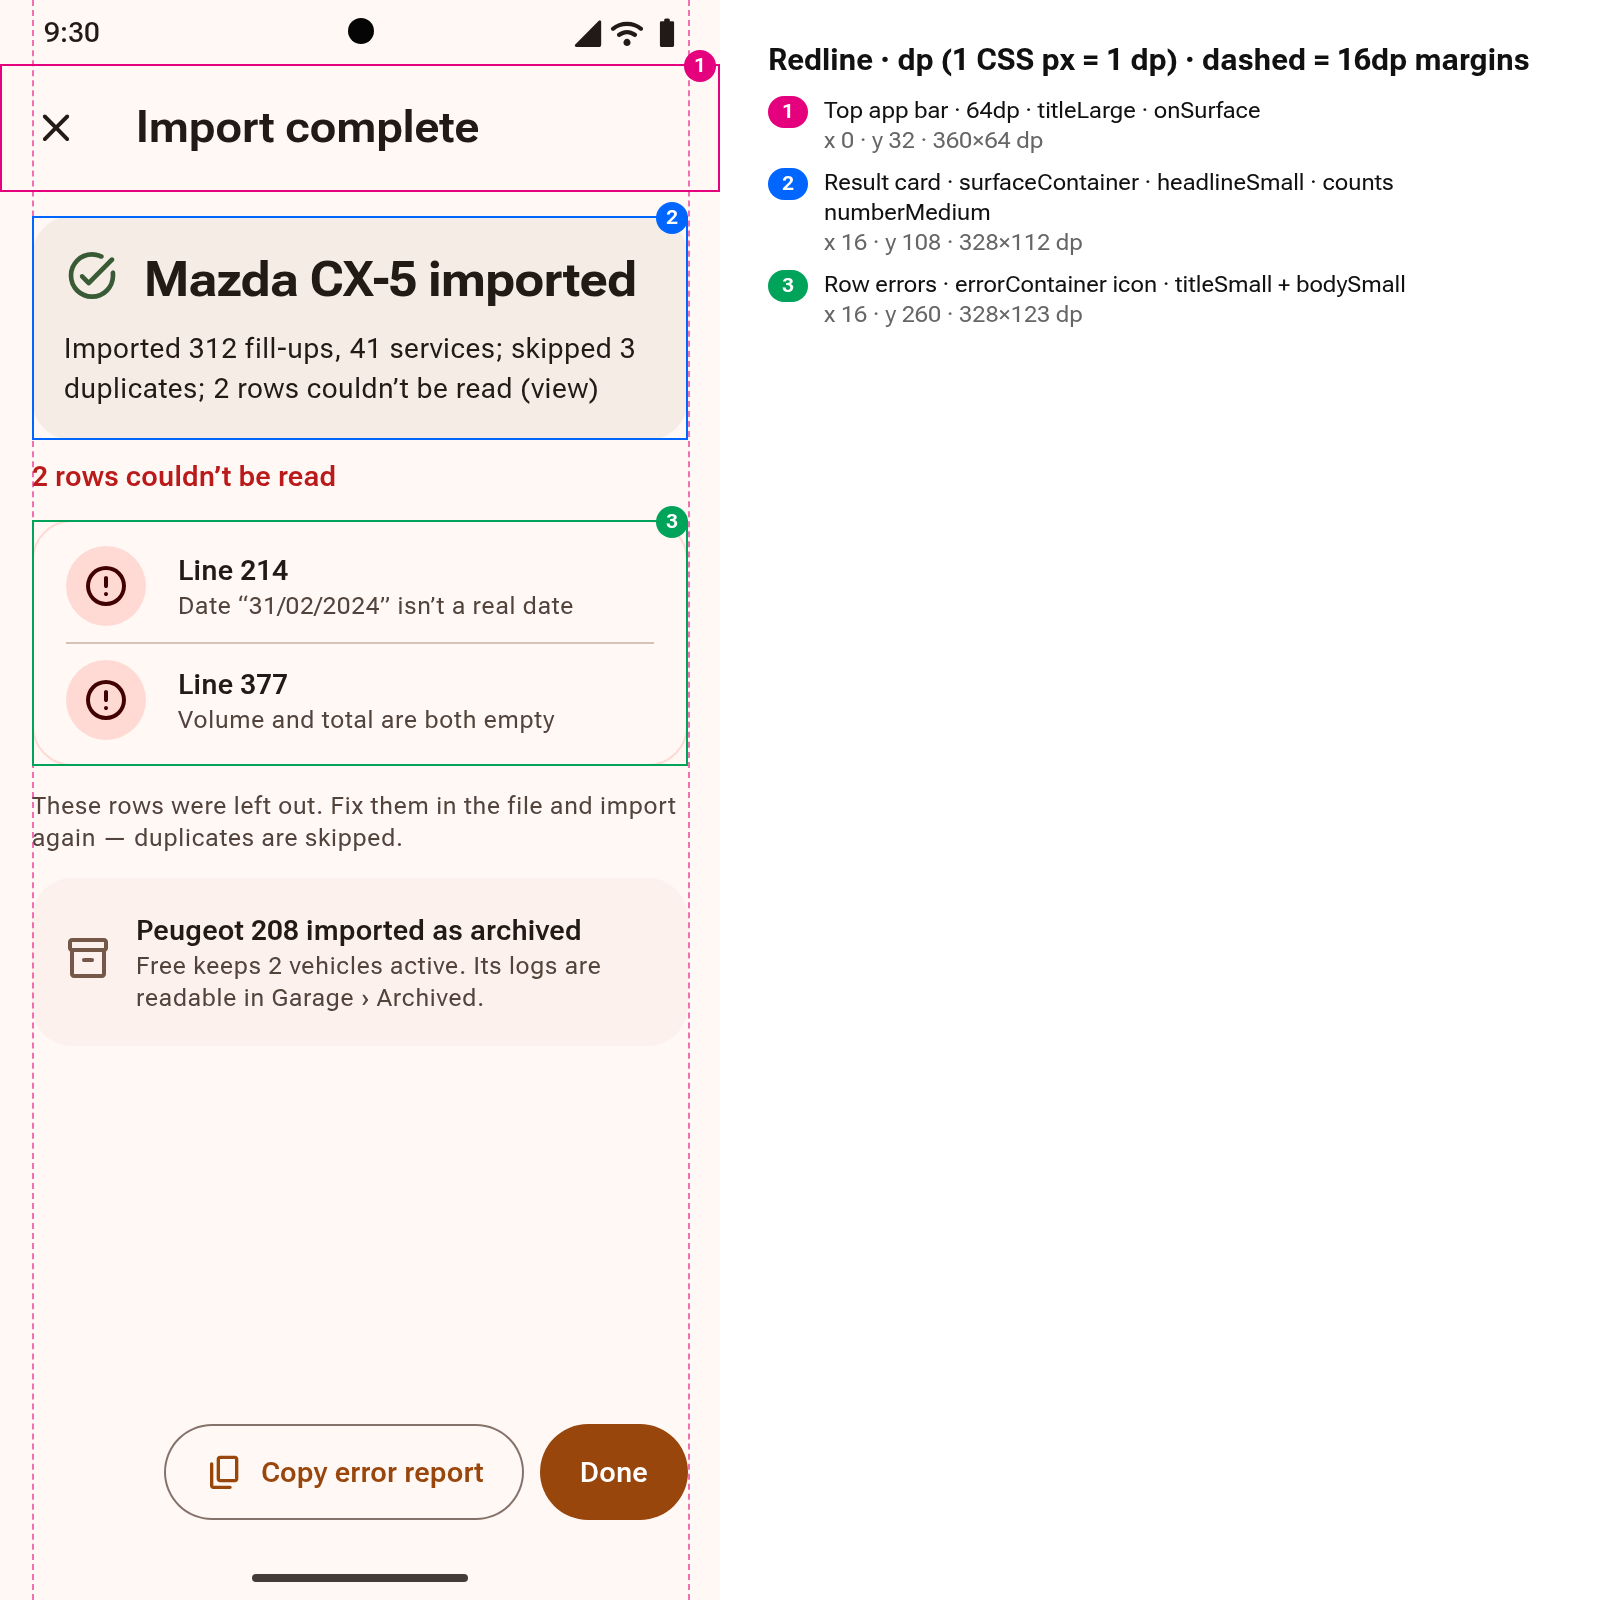 9:30
1
Import complete
2
Mazda CX-5 imported
Imported 312 fill-ups, 41 services; skipped 3
duplicates; 2 rows couldn’t be read (view)
2 rows couldn’t be read
3
Line 214
Date “31/02/2024” isn’t a real date
Line 377
Volume and total are both empty
These rows were left out. Fix them in the file and import
again — duplicates are skipped.
Peugeot 208 imported as archived
Free keeps 2 vehicles active. Its logs are
readable in Garage › Archived.
Copy error report
Done
Redline · dp (1 CSS px = 1 dp) · dashed = 16dp margins
1 Top app bar · 64dp · titleLarge · onSurface
x 0 · y 32 · 360×64 dp
2 Result card · surfaceContainer · headlineSmall · counts
numberMedium
x 16 · y 108 · 328×112 dp
3 Row errors · errorContainer icon · titleSmall + bodySmall
x 16 · y 260 · 328×123 dp